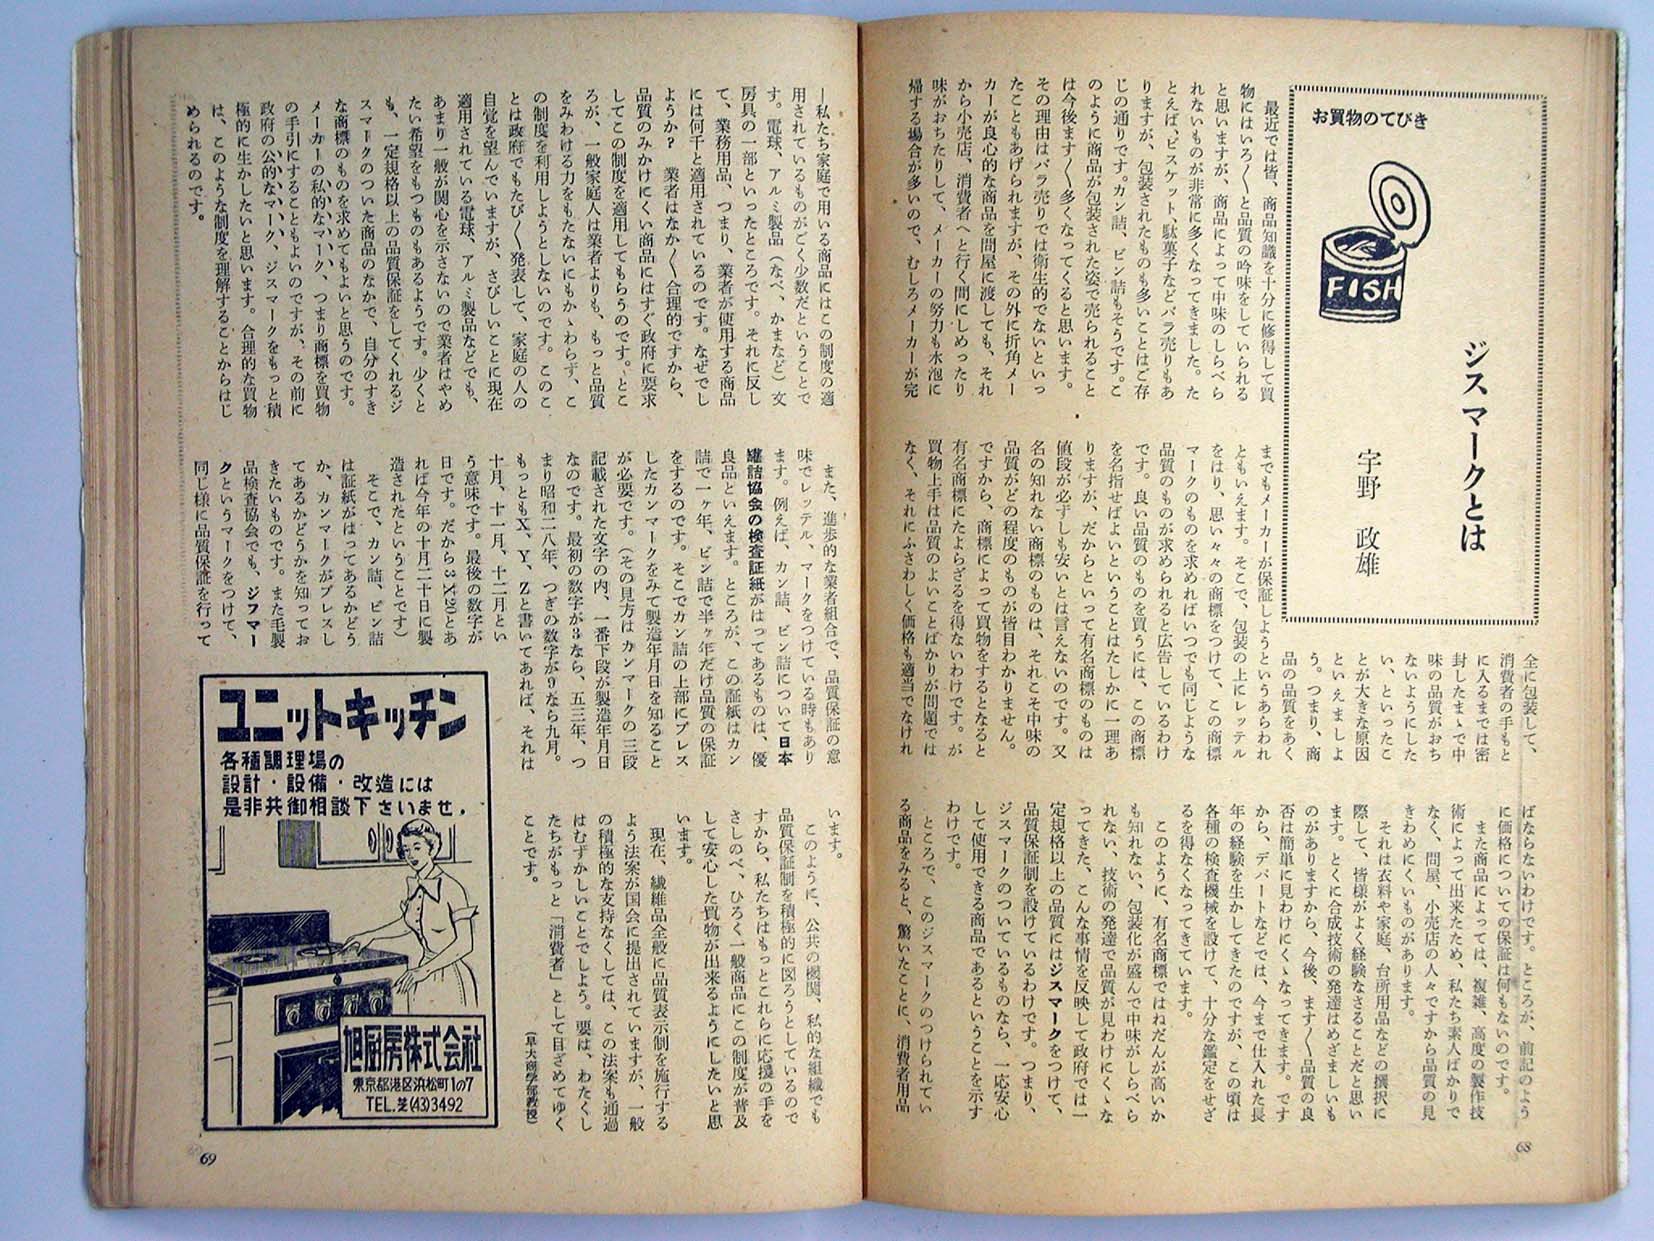 お買物のてびき
FISH
ジスマークとは
宇野　政雄
最近では皆、商品知識を十分に修得して買
物にはいろ〳〵と品質の吟味をしていられる
と思いますが、商品によって中味のしらべら
れないものが非常に多くなってきました。た
とえば、ビスケット、駄菓子などバラ売りもあ
りますが、包装されたものも多いことはご存
じの通りです。カン詰、ビン詰もそうです。こ
のように商品が包装された姿で売られること
は今後ます〳〵多くなってくると思います。
その理由はバラ売りでは衛生的でないといっ
たこともあげられますが、その外に折角メー
カーが良心的な商品を問屋に渡しても、それ
から小売店、消費者へと行く間にしめったり
味がおちたりして、メーカーの努力も水泡に
帰する場合が多いので、むしろメーカーが完
全に包装して、
消費者の手もと
に入るまでは密
封したまゝで中
味の品質がおち
ないようにした
い、といったこ
とが大きな原因
といえましょ
う。つまり、商
品の品質をあく
までもメーカーが保証しようというあらわれ
ともいえます。そこで、包装の上にレッテル
をはり、思い々々の商標をつけて、この商標
マークのものを求めればいつでも同じような
品質のものが求められると広告しているわけ
です。良い品質のものを買うには、この商標
を名指せばよいということはたしかに一理あ
りますが、だからといって有名商標のものは
値段が必ずしも安いとは言えないのです。又
名の知れない商標のものは、それこそ中味の
品質がどの程度のものが皆目わかりません。
ですから、商標によって買物をするとなると
有名商標にたよらざるを得ないわけです。が
買物上手は品質のよいことばかりが問題では
なく、それにふさわしく価格も適当でなけれ
ばならないわけです。ところが、前記のよう
に価格についての保証は何もないのです。
また商品によっては、複雑、高度の製作技
術によって出来たため、私たち素人ばかりで
なく、問屋、小売店の人々ですから品質の見
きわめにくいものがあります。
それは衣料や家庭、台所用品などの撰択に
際して、皆様がよく経験なさることだと思い
ます。とくに合成技術の発達はめざましいも
のがありますから、今後、ます〳〵品質の良
否は簡単に見わけにくゝなってきます。です
から、デパートなどでは、今まで仕入れた長
年の経験を生かしてきたのですが、この頃は
各種の検査機械を設けて、十分な鑑定をせざ
るを得なくなってきています。
このように、有名商標ではねだんが高いか
も知れない、包装化が盛んで中味がしらべら
れない、技術の発達で品質が見わけにくゝな
ってきた、こんな事情を反映して政府では一
定規格以上の品質にはジスマークをつけて、
品質保証制を設けているわけです。つまり、
ジスマークのついているものなら、一応安心
して使用できる商品であるということを示す
わけです。
ところで、このジスマークのつけられてい
る商品をみると、驚いたことに、消費者用品
68
―私たち家庭で用いる商品にはこの制度の適
用されているものがごく少数だということで
す。電球、アルミ製品（なべ、かまなど）文
房具の一部といったところです。それに反し
て、業務用品、つまり、業者が使用する商品
には何千と適用されているのです。なぜでし
ょうか？　業者はなか〳〵合理的ですから、
品質のみかけにくい商品にはすぐ政府に要求
してこの制度を適用してもらうのです。とこ
ろが、一般家庭人は業者よりも、もっと品質
をみわける力をもたないにもかゝわらず、こ
の制度を利用しようとしないのです。このこ
とは政府でもたび〳〵発表して、家庭の人の
自覚を望んでいますが、さびしいことに現在
適用されている電球、アルミ製品などでも、
あまり一般が関心を示さないので業者はやめ
たい希望をもつものもあるようです。少くと
も、一定規格以上の品質保証をしてくれるジ
スマークのついた商品のなかで、自分のすき
な商標のものを求めてもよいと思うのです。
メーカーの私的なマーク、つまり商標を買物
の手引にすることもよいのですが、その前に
政府の公的なマーク、ジスマークをもっと積
極的に生かしたいと思います。合理的な買物
は、このような制度を理解することからはじ
められるのです。
また、進歩的な業者組合で、品質保証の意
味でレッテル、マークをつけている時もあり
ます。例えば、カン詰、ビン詰について日本
罐詰協会の検査証紙がはってあるものは、優
良品といえます。ところが、この証紙はカン
詰で一ヶ年、ビン詰で半ヶ年だけ品質の保証
をするのです。そこでカン詰の上部にプレス
したカンマークをみて製造年月日を知ること
が必要です。（その見方はカンマークの三段
記載された文字の内、一番下段が製造年月日
なのです。最初の数字が3なら、五三年、つ
まり昭和二八年、つぎの数字が9なら九月。
もっともX、Y、Zと書いてあれば、それは
十月、十一月、十二月とい
う意味です。最後の数字が
日です。だから3X20とあ
れば今年の十月二十日に製
造されたということです）
そこで、カン詰、ビン詰
は証紙がはってあるかどう
か、カンマークがプレスし
てあるかどうかを知ってお
きたいものです。また毛製
品検査協会でも、ジフマー
クというマークをつけて、
同じ様に品質保証を行って
います。
このように、公共の機関、私的な組織でも
品質保証制を積極的に図ろうとしているので
すから、私たちはもっとこれらに応援の手を
さしのべ、ひろく一般商品にこの制度が普及
して安心した買物が出来るようにしたいと思
います。
現在、繊維品全般に品質表示制を施行する
よう法案が国会に提出されていますが、一般
の積極的な支持なくしては、この法案も通過
はむずかしいことでしよう。要は、わたくし
たちがもっと「消費者」として目ざめてゆく
ことです。
（早大商学部教授）
ユニットキッチン
各種調理場の
設計・設備・改造には
是非共御相談下さいませ。
旭厨房株式会社
東京都港区浜松町1の7
TEL.芝(43)3492
69